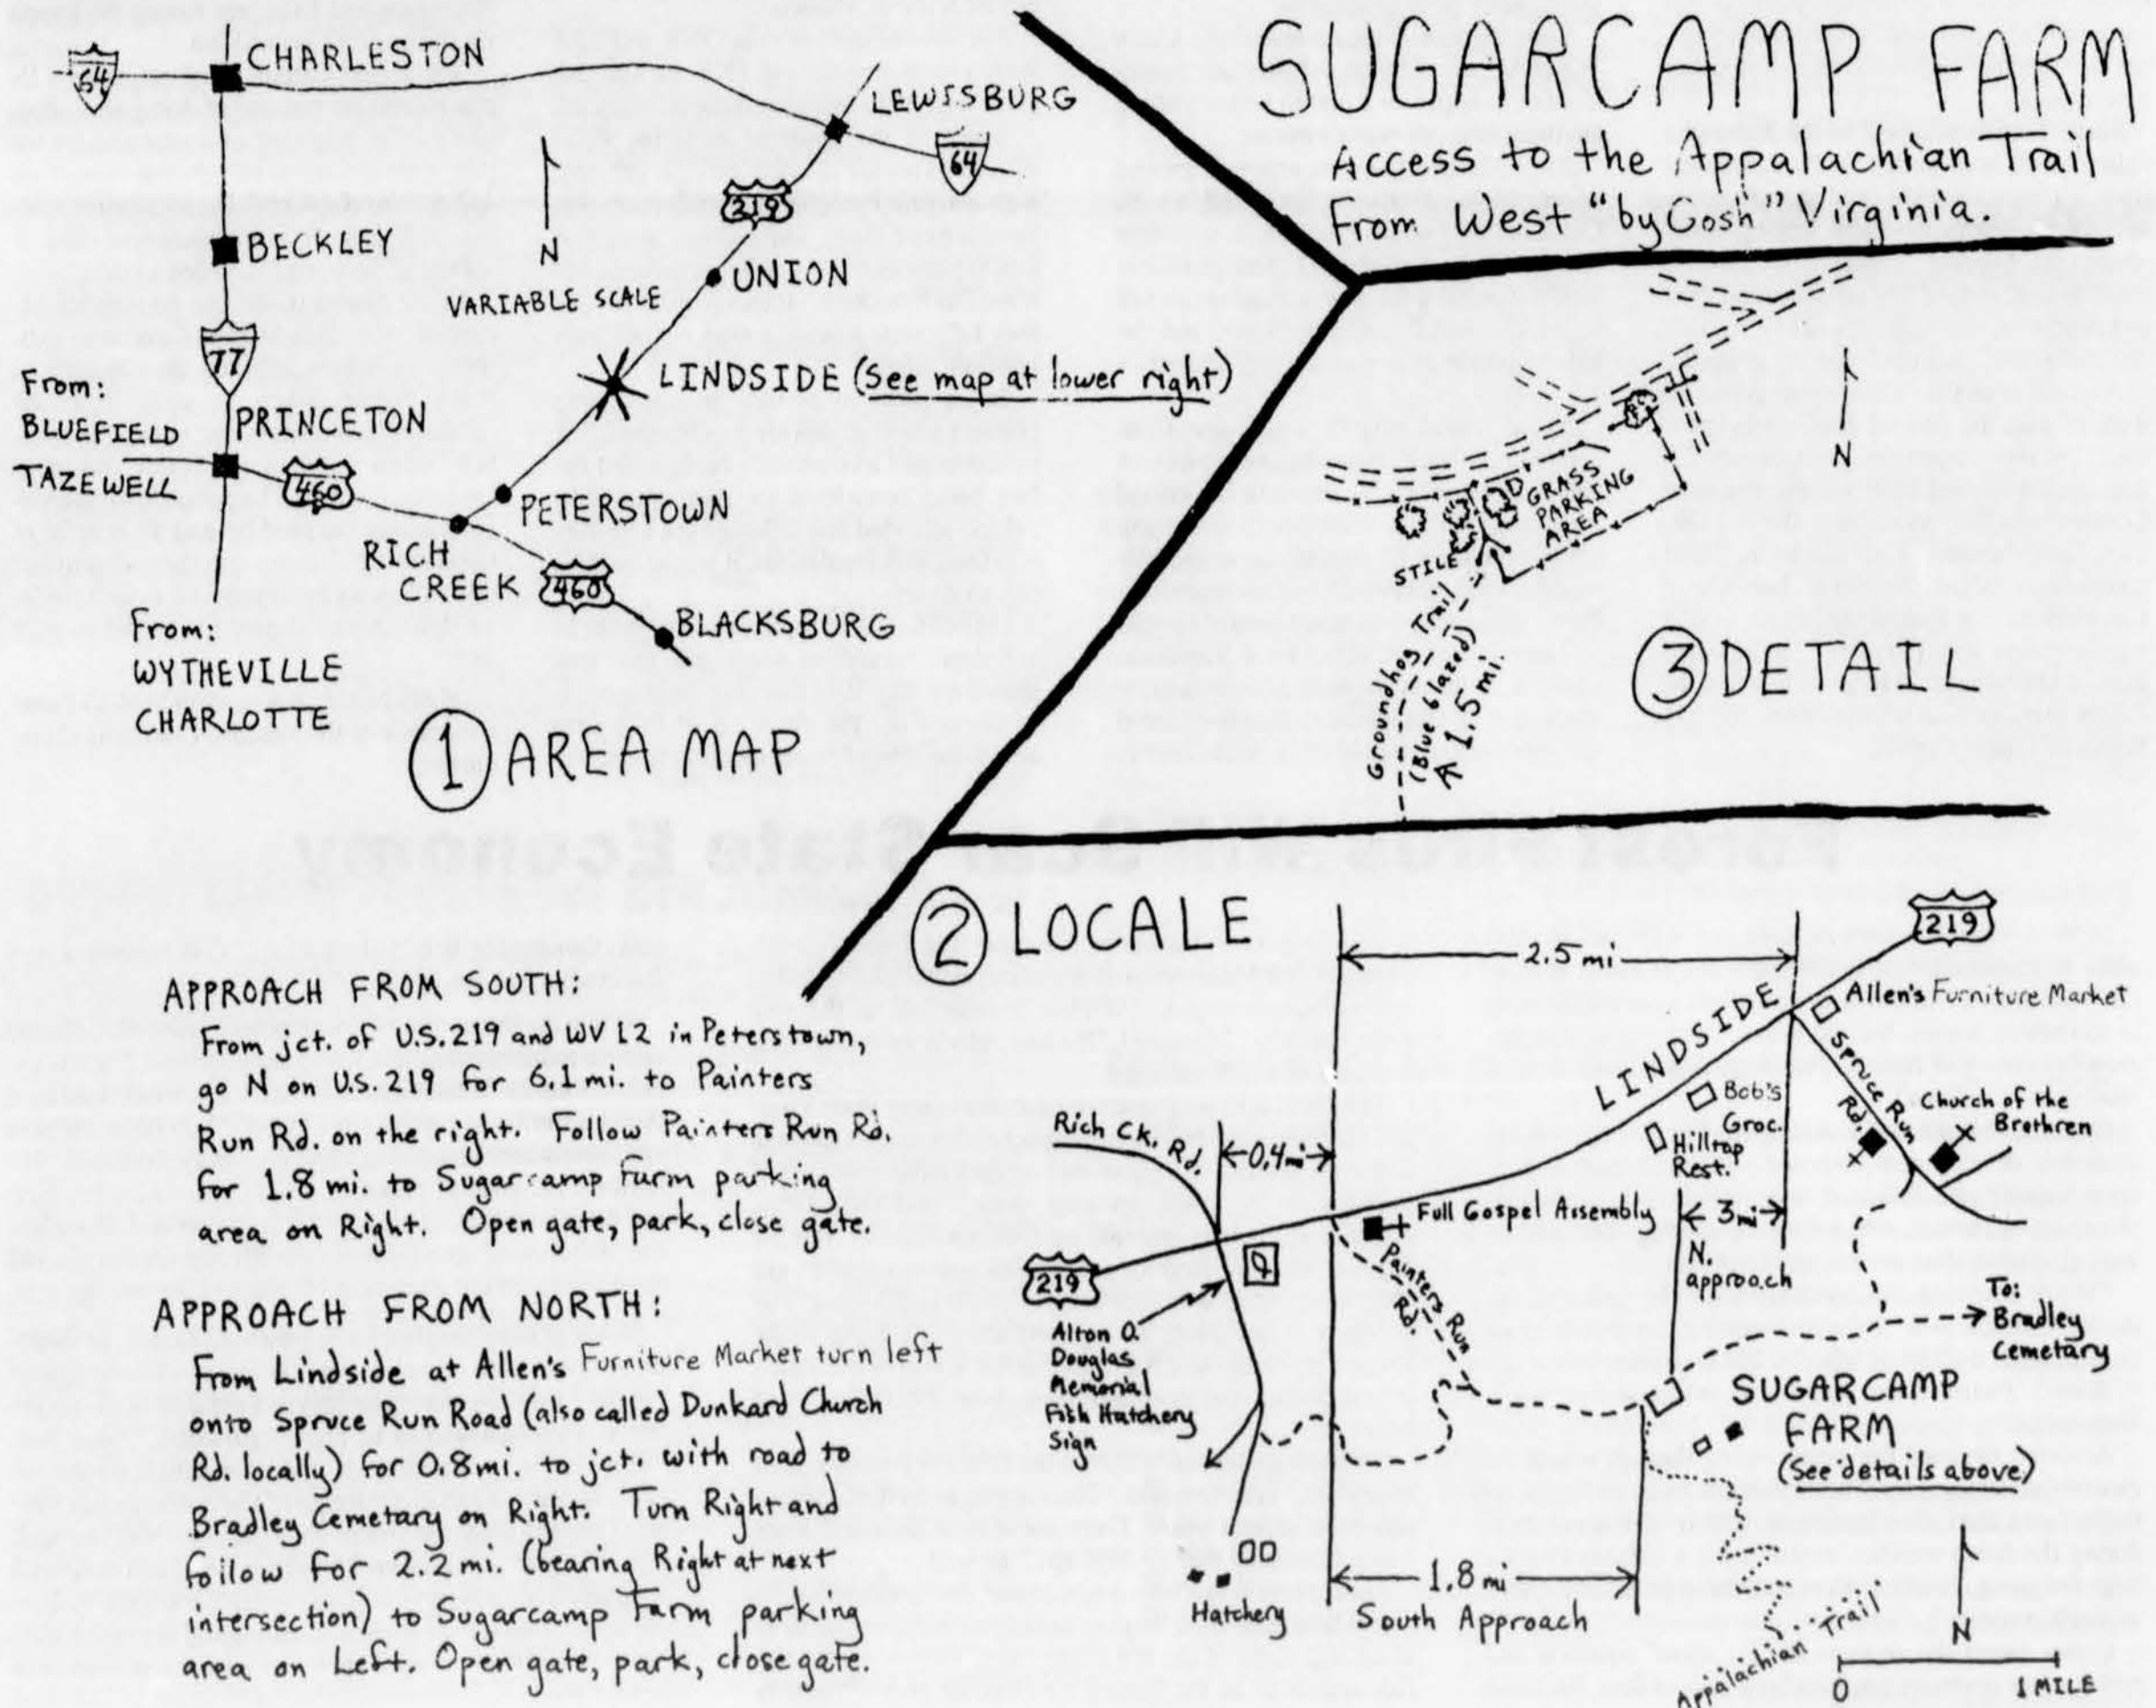 SUGARCAMP FARM
Access to the Appalachian Trail
From West "by Gosh" Virginia.
64
CHARLESTON
LEWISBURG
64
219
BECKLEY
N
VARIABLE SCALE
UNION
77
LINDSIDE (See map at lower right)
From:
BLUEFIELD
TAZEWELL
PRINCETON
460
PETERSTOWN
RICH
CREEK
460
BLACKSBURG
From:
WYTHEVILLE
CHARLOTTE
1 AREA MAP
N
GRASS
PARKING
AREA
STILE
Groundhog Trail
(Blue blazed)
1.5 mi.
3 DETAIL
2 LOCALE
APPROACH FROM SOUTH:
From jct. of U.S. 219 and WV 12 in Peterstown,
go N on U.S. 219 for 6.1 mi. to Painters
Run Rd. on the right. Follow Painters Run Rd.
for 1.8 mi. to Sugarcamp Farm parking
area on Right. Open gate, park, close gate.
APPROACH FROM NORTH:
From Lindside at Allen's Furniture Market turn left
onto Spruce Run Road (also called Dunkard Church
Rd. locally) for 0.8 mi. to jct. with road to
Bradley Cemetary on Right. Turn Right and
follow for 2.2 mi. (bearing Right at next
intersection) to Sugarcamp Farm parking
area on Left. Open gate, park, close gate.
2.5 mi
219
Allen's Furniture Market
LINDSIDE
Spruce Run
Rd.
Bob's
Groc.
Hilltop
Rest.
Church of the
Brethren
Rich Ck. Rd.
0.4 mi
Full Gospel Assembly
3 mi
N.
approach
219
Painters Run
Rd.
Alton Q.
Douglas
Memorial
Fish Hatchery
Sign
To:
Bradley
Cemetary
SUGARCAMP
FARM
(See details above)
Hatchery
1.8 mi
South Approach
Appalachian Trail
N
0 1 MILE